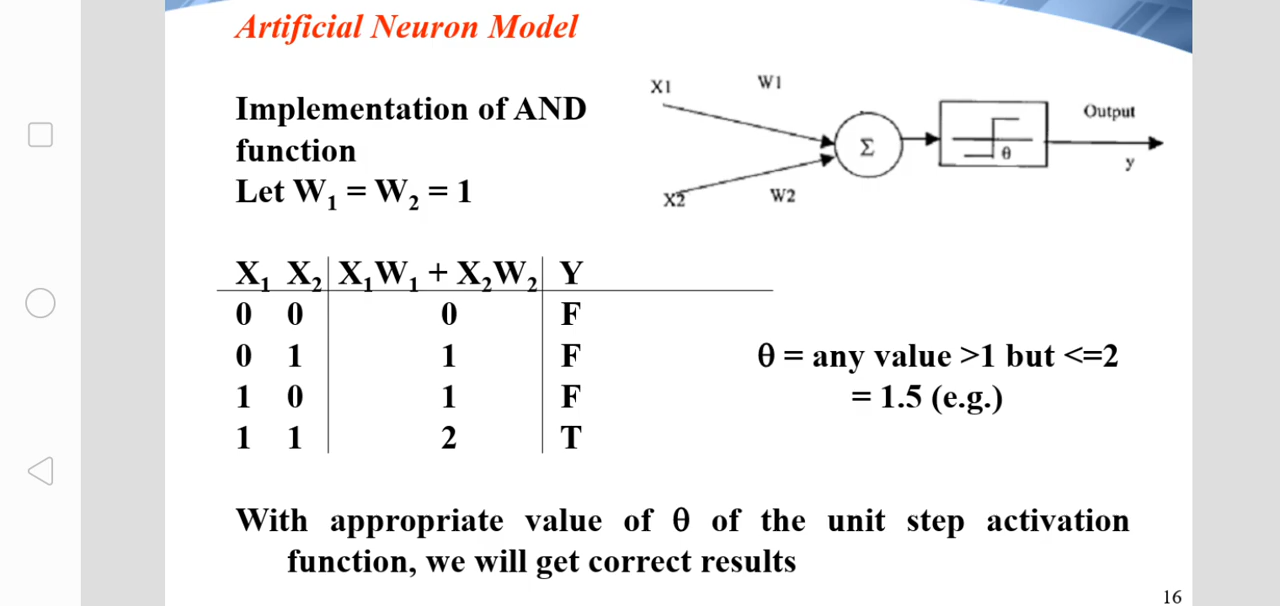 Artificial Neuron Model
Implementation of AND
function
Let W₁ = W₂ = 1
X1
W1
Σ
θ
Output
y
X2
W2
X₁ X₂ X₁W₁ + X₂W₂ Y
0 0 0 F
0 1 1 F
1 0 1 F
1 1 2 T
θ = any value >1 but <=2
= 1.5 (e.g.)
With appropriate value of θ of the unit step activation
function, we will get correct results
16